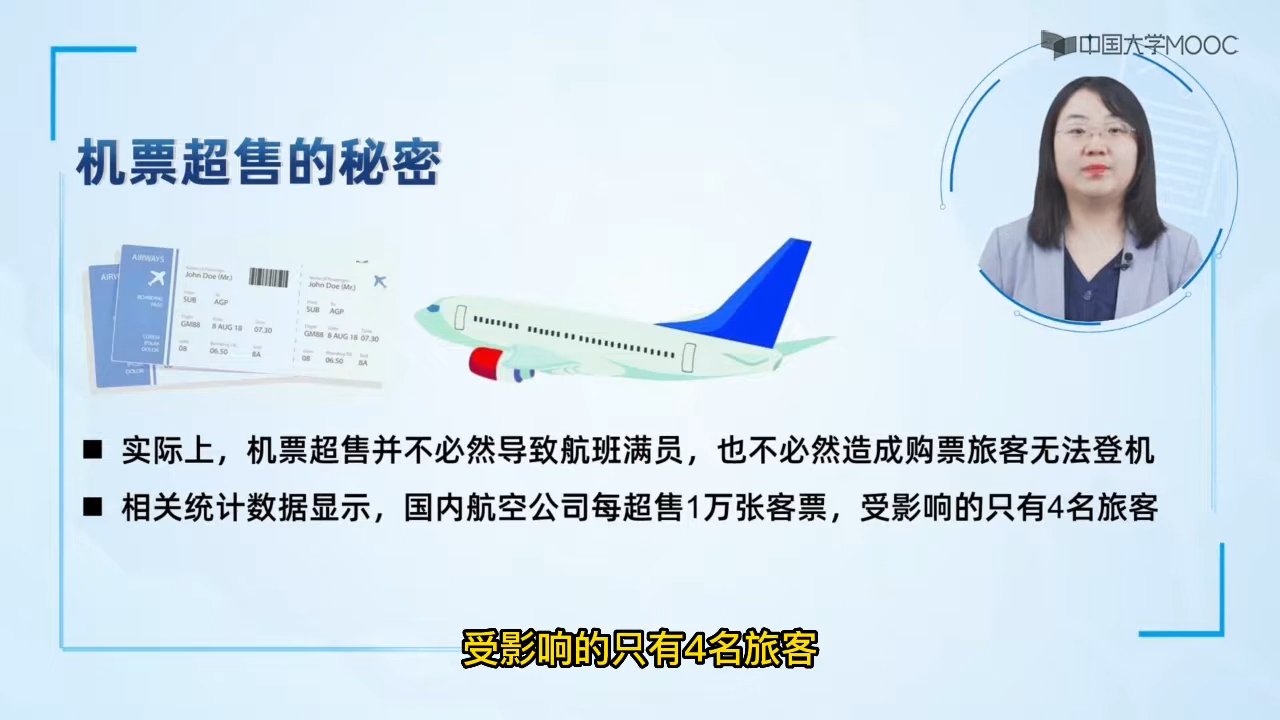 中国大学MOOC
机票超售的秘密
AIRWAYS
John Doe (Mr.)
John Doe (Mr.)
SUB AGP
SUB AGP
GM88 8 AUG 18 07.30
GM88 8 AUG 18 07.30
08 06:50 8A
08 06:50 8A
实际上，机票超售并不必然导致航班满员，也不必然造成购票旅客无法登机
相关统计数据显示，国内航空公司每超售1万张客票，受影响的只有4名旅客
受影响的只有4名旅客